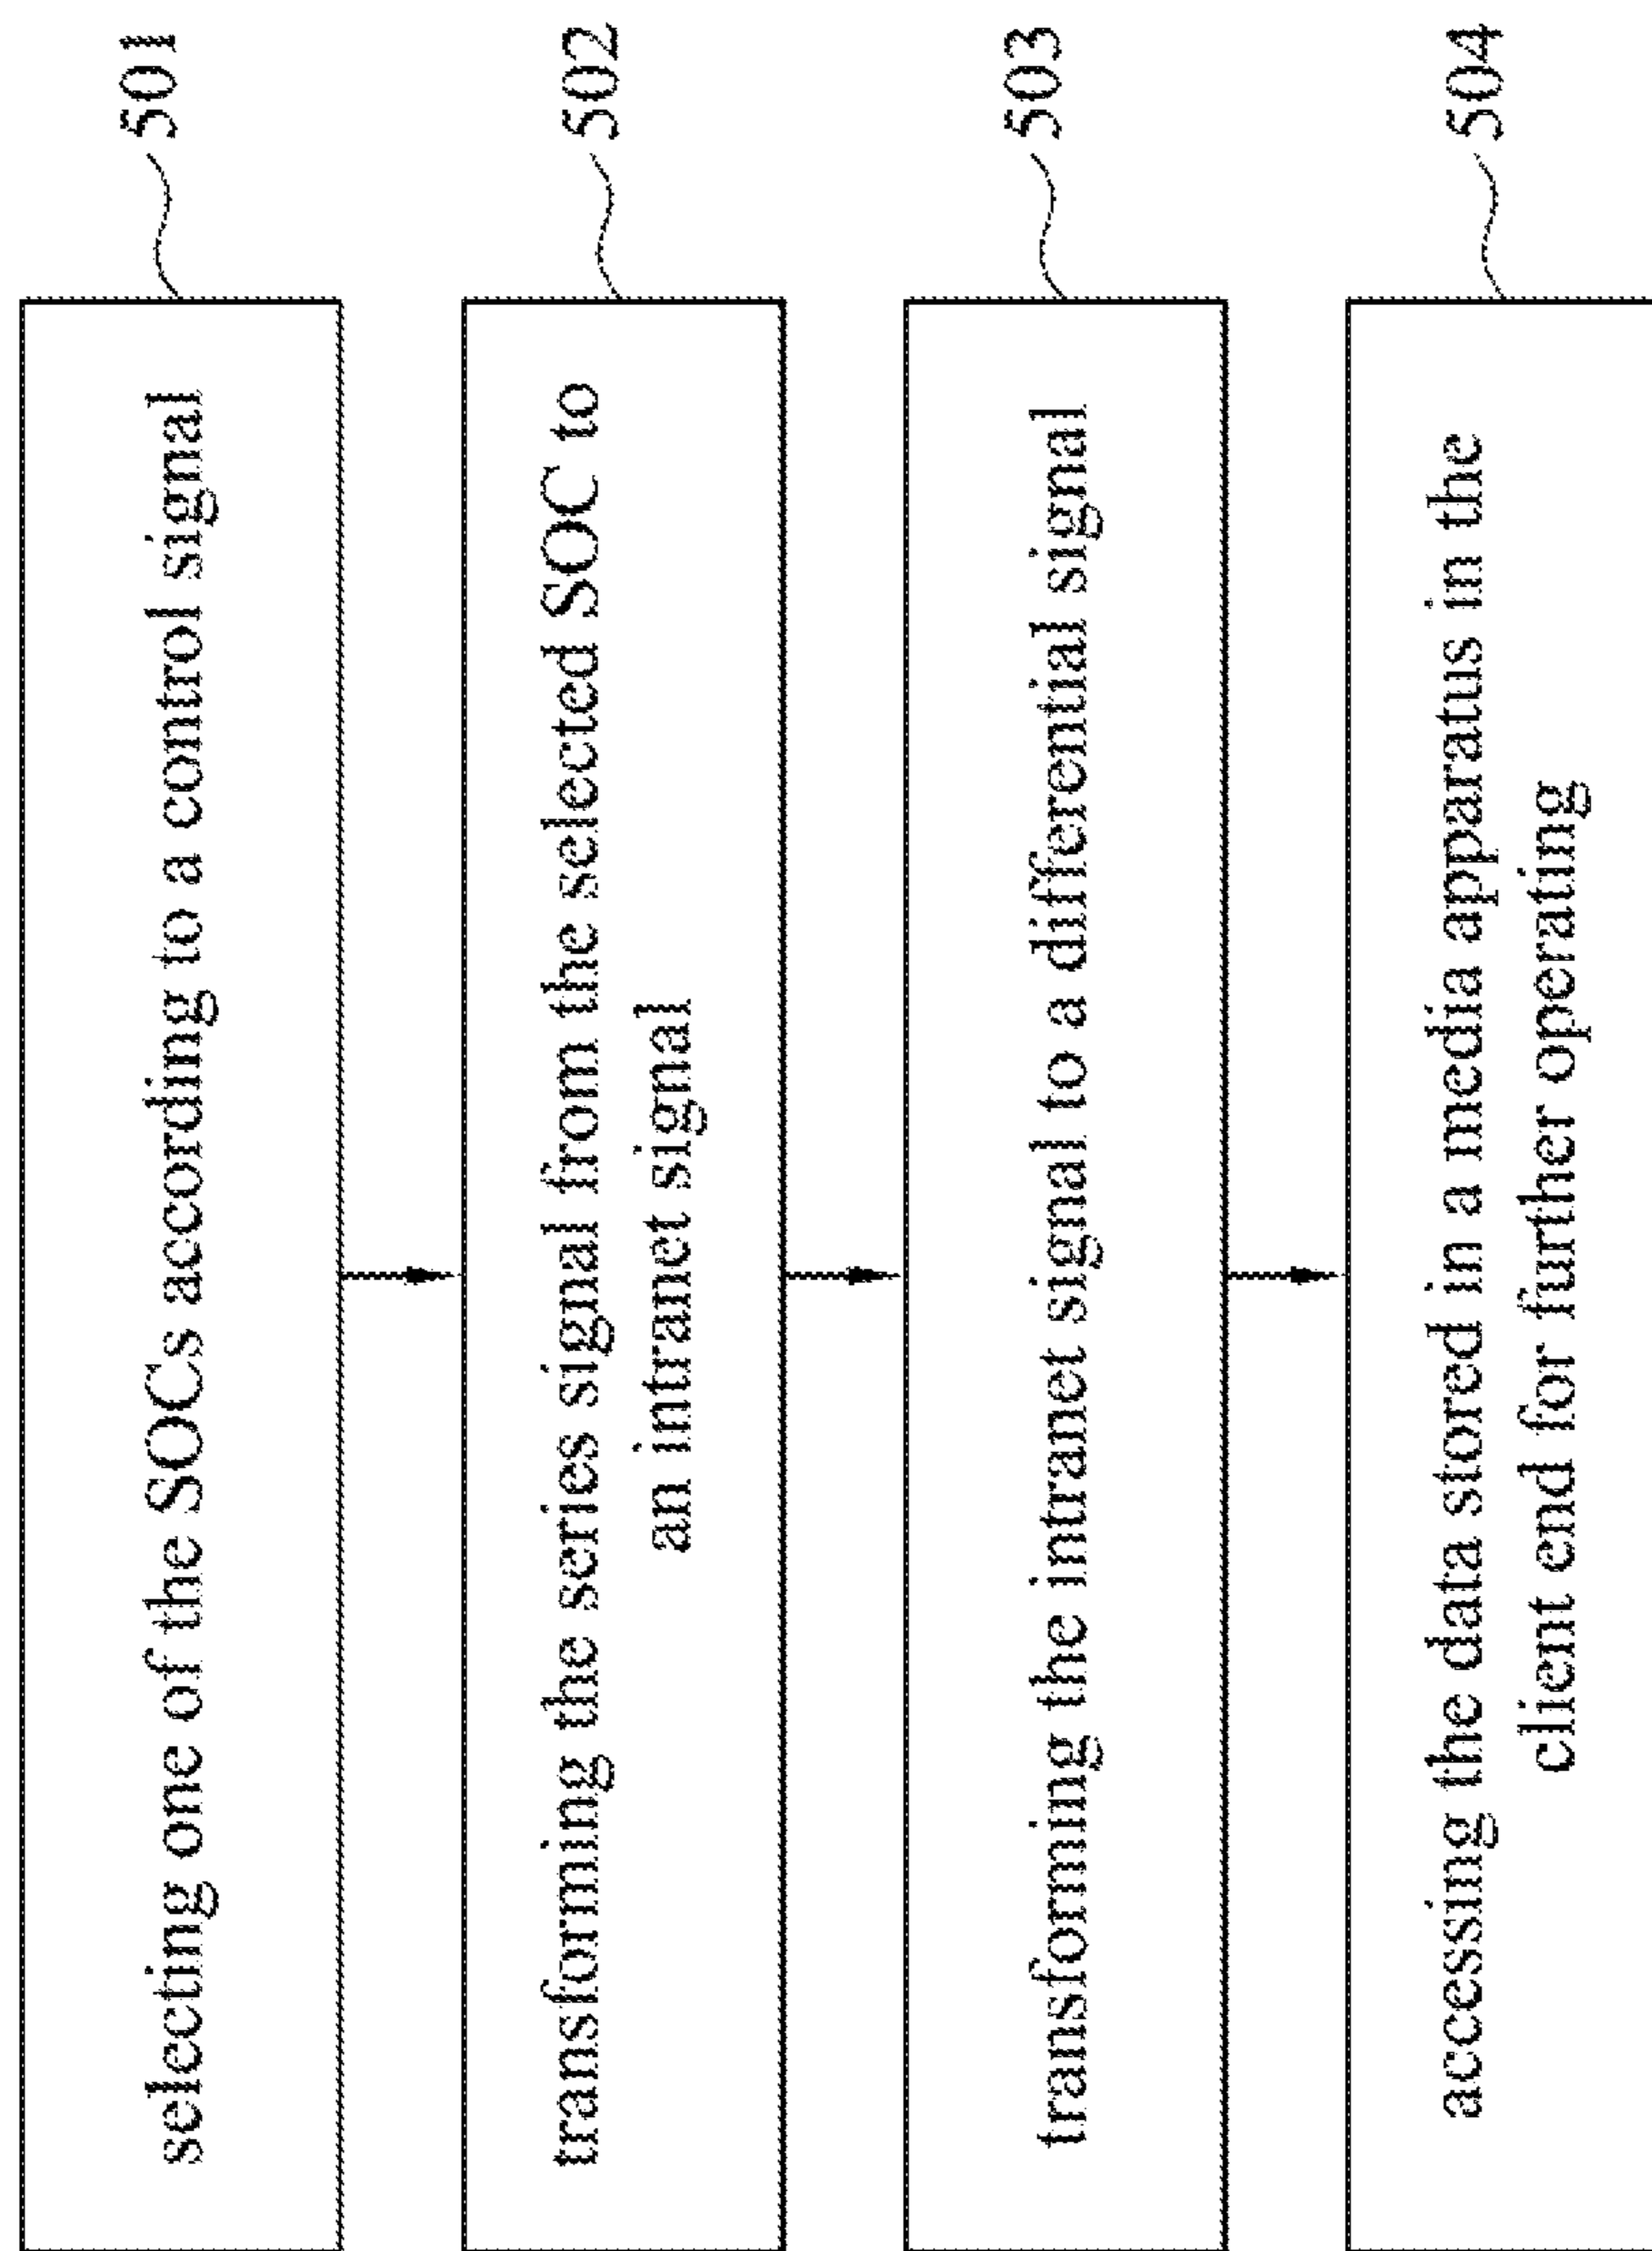 selecting one of the SOCs according to a control signal
501
transforming the series signal from the selected SOC to
an intranet signal
502
transforming the intranet signal to a differential signal
503
accessing the data stored in a media apparatus in the
client end for further operating
504